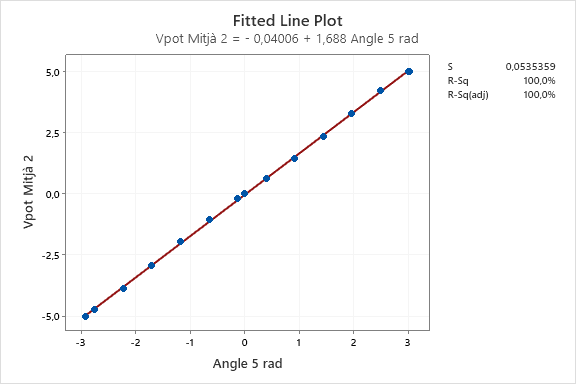 Fitted Line Plot
Vpot Mitjà 2 = - 0,04006 + 1,688 Angle 5 rad
S 0,0535359
R-Sq 100,0%
R-Sq(adj) 100,0%
5,0
2,5
0,0
-2,5
-5,0
Vpot Mitjà 2
-3 -2 -1 0 1 2 3
Angle 5 rad